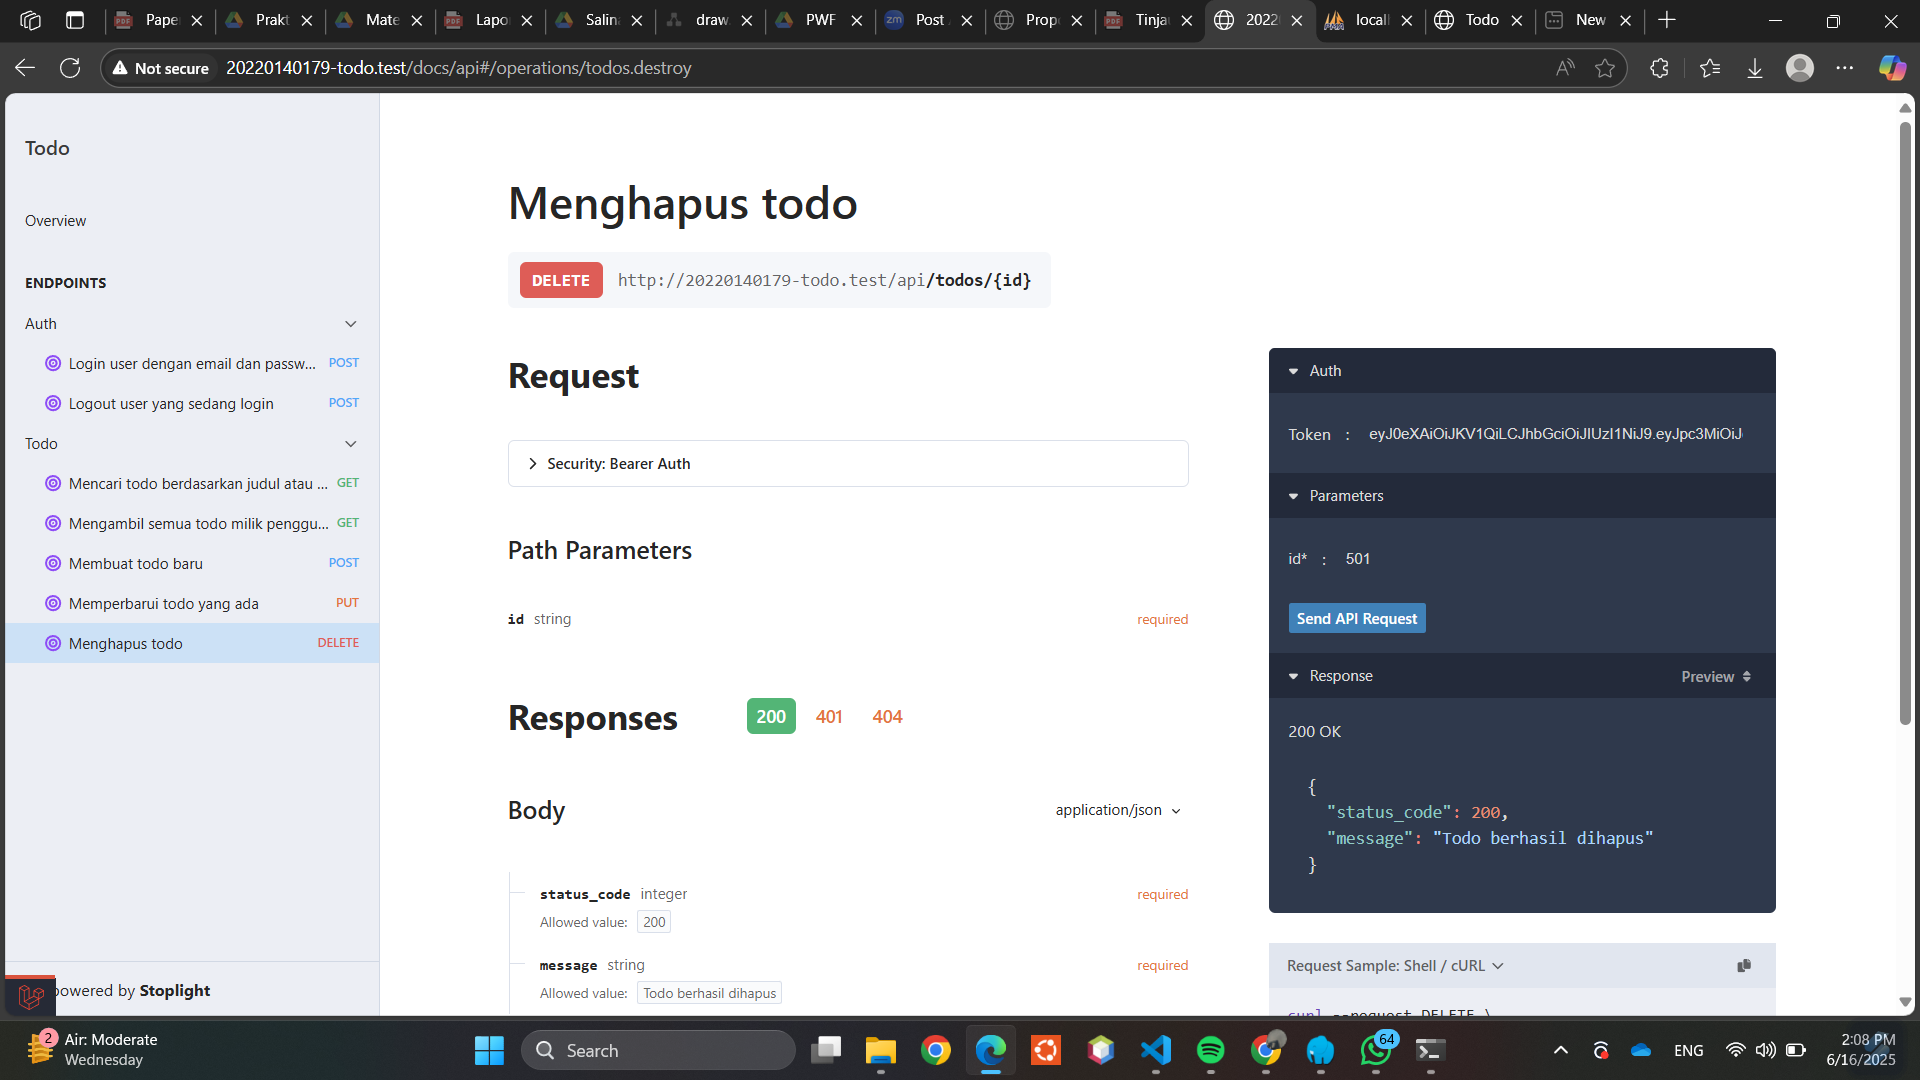 Paper
Prakt
Mate
Lapo
Salin
draw.
PWF
zm
Post
Prop
Tinja
2022
locall
Todo
New
Not secure
20220140179-todo.test/docs/api#/operations/todos.destroy
Todo
Overview
ENDPOINTS
Auth
Login user dengan email dan passw... POST
Logout user yang sedang login POST
Todo
Mencari todo berdasarkan judul atau ... GET
Mengambil semua todo milik penggu... GET
Membuat todo baru POST
Memperbarui todo yang ada PUT
Menghapus todo DELETE
powered by Stoplight
Menghapus todo
DELETE http://20220140179-todo.test/api/todos/{id}
Request
Security: Bearer Auth
Path Parameters
id string required
Responses 200 401 404
Body application/json
status_code integer required
Allowed value: 200
message string required
Allowed value: Todo berhasil dihapus
Auth
Token : eyJ0eXAiOiJKV1QiLCJhbGciOiJIUzI1NiJ9.eyJpc3MiOiJ
Parameters
id* : 501
Send API Request
Response Preview
200 OK
{
"status_code": 200,
"message": "Todo berhasil dihapus"
}
Request Sample: Shell / cURL
curl --request DELETE \
2
Air: Moderate
Wednesday
Search
64
ENG
2:08 PM
6/16/2025